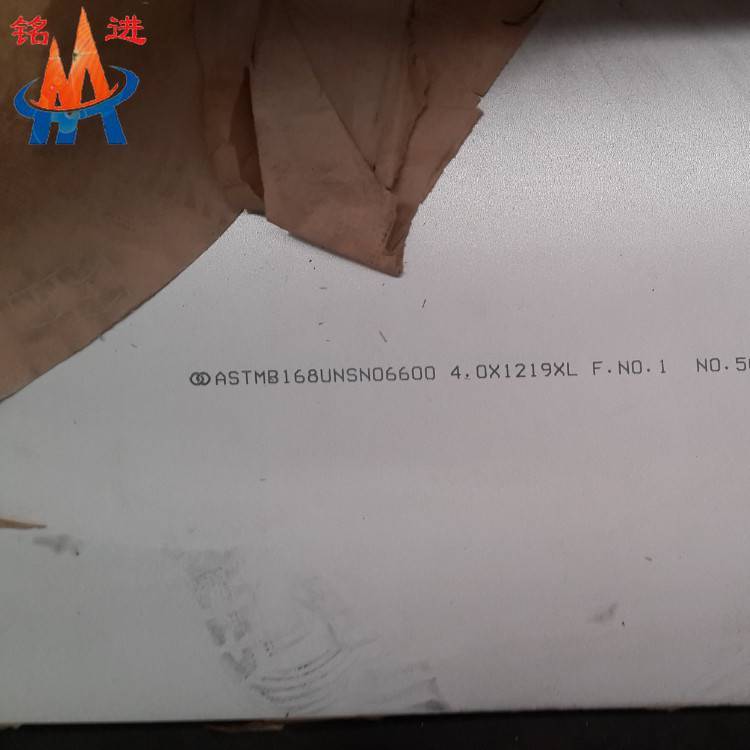 铭 进
ASTMB168UNSN06600 4.0X1219XL F.NO.1 NO.5